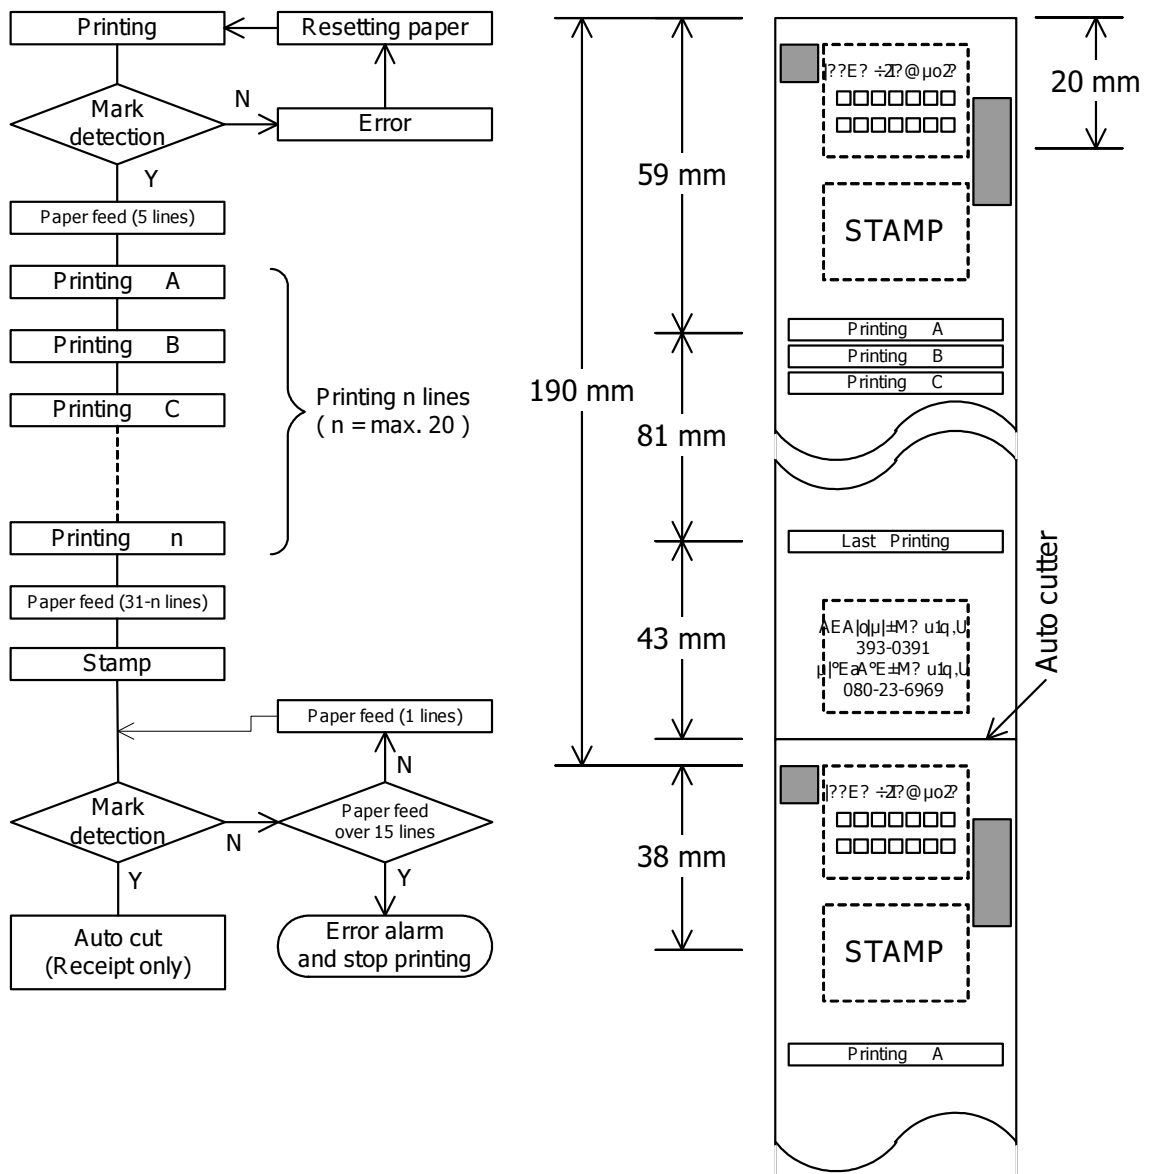 Printing
Resetting paper
Mark
detection
N
Error
Y
Paper feed (5 lines)
Printing A
Printing B
Printing C
Printing n lines
( n = max. 20 )
Printing n
Paper feed (31-n lines)
Stamp
Paper feed (1 lines)
N
Mark
detection
N
Paper feed
over 15 lines
Y
Y
Auto cut
(Receipt only)
Error alarm
and stop printing
190 mm
59 mm
81 mm
43 mm
38 mm
20 mm
STAMP
Printing A
Printing B
Printing C
Last Printing
393-0391
080-23-6969
Auto cutter
STAMP
Printing A